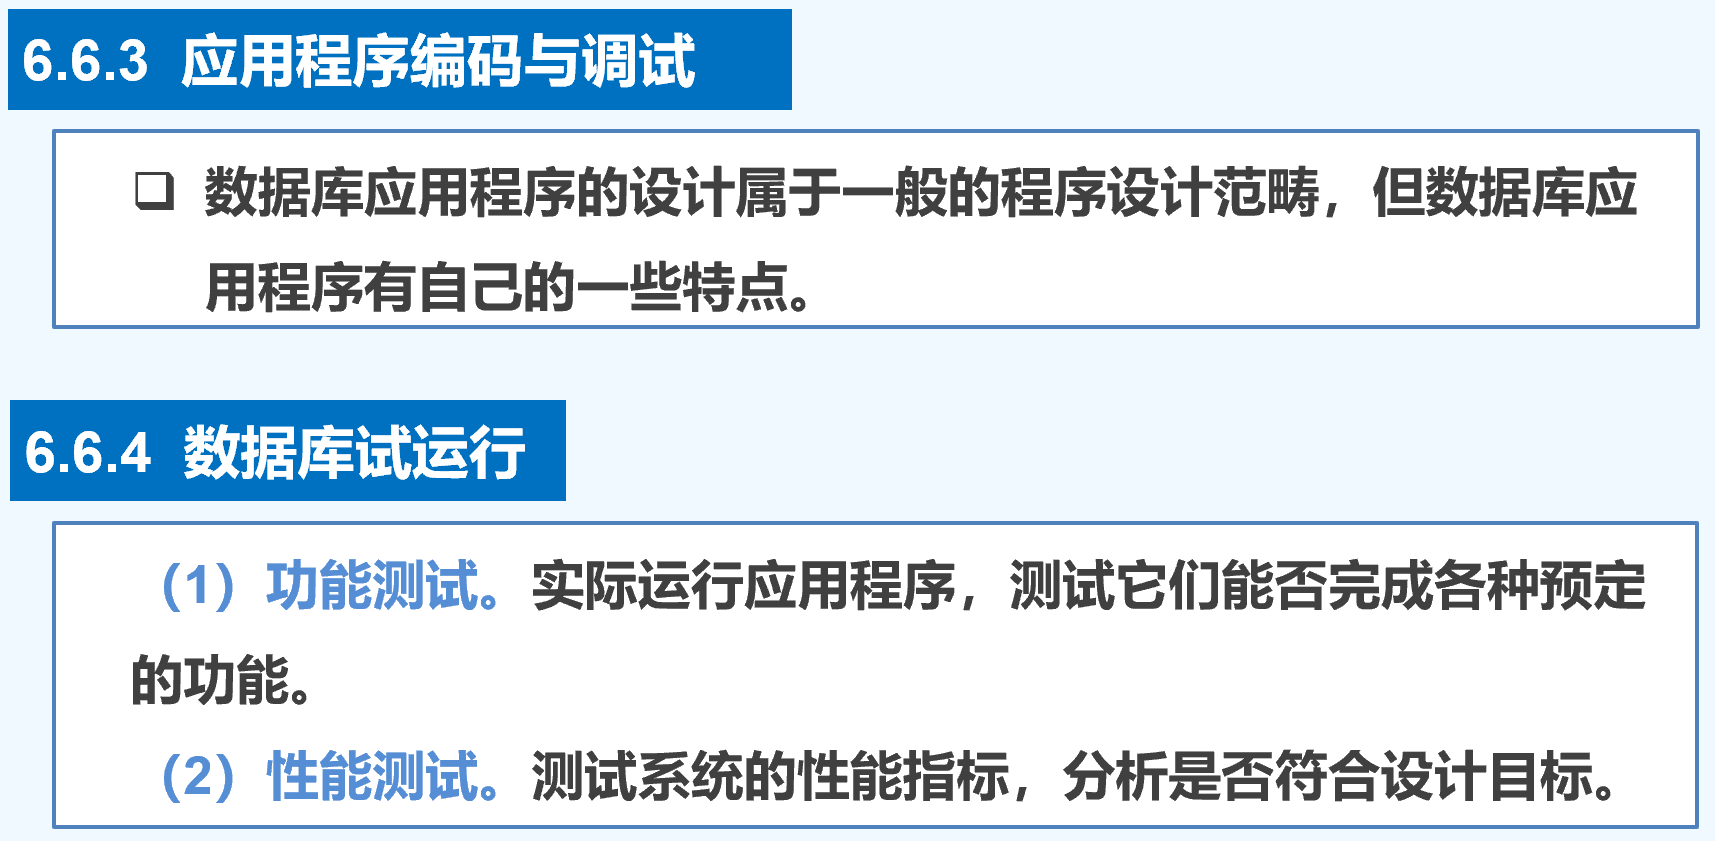 6.6.3 应用程序编码与调试
❑ 数据库应用程序的设计属于一般的程序设计范畴，但数据库应
用程序有自己的一些特点。
6.6.4 数据库试运行
（1）功能测试。实际运行应用程序，测试它们能否完成各种预定
的功能。
（2）性能测试。测试系统的性能指标，分析是否符合设计目标。